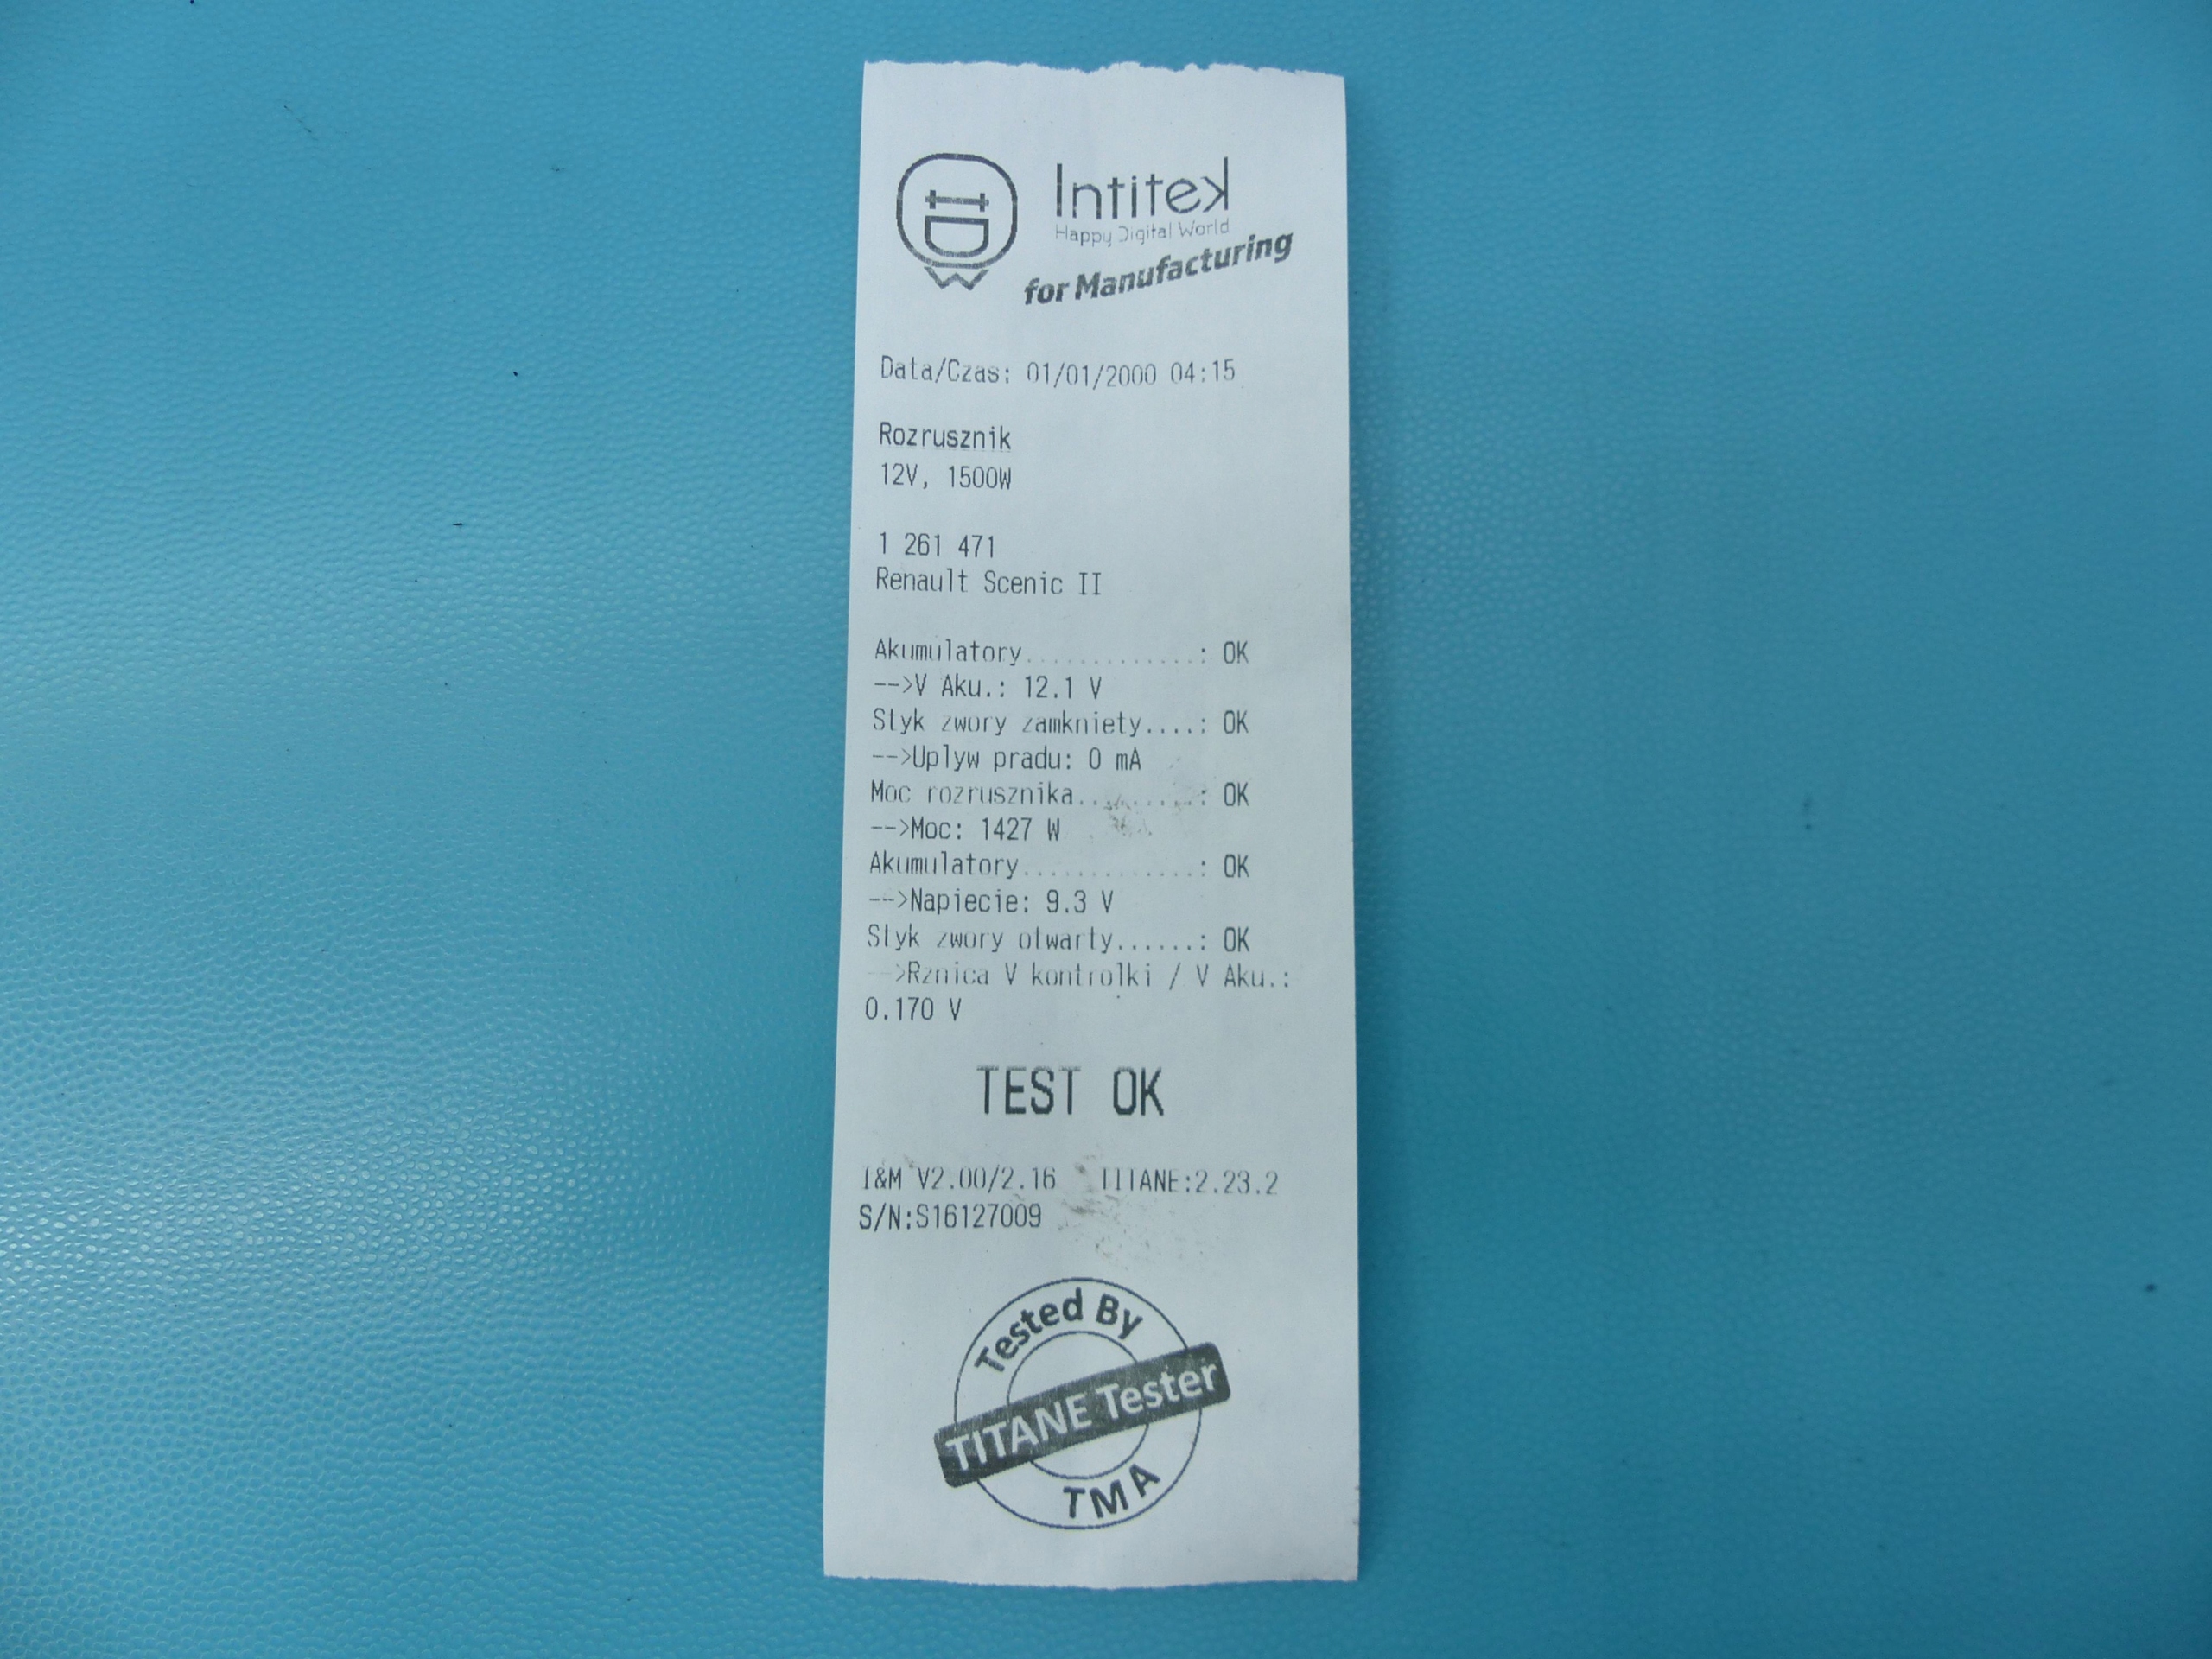 Intitek
Happy Digital World
for Manufacturing
Data/Czas: 01/01/2000 04:15
Rozrusznik
12V, 1500W
1 261 471
Renault Scenic II
Akumulatory.............: OK
-->V Aku.: 12.1 V
Styk zwory zamkniety....: OK
-->Uplyw pradu: 0 mA
Moc rozrusznika.........: OK
-->Moc: 1427 W
Akumulatory.............: OK
-->Napiecie: 9.3 V
Styk zwory otwarty......: OK
-->Rznica V kontrolki / V Aku.:
0.170 V
TEST OK
I&M V2.00/2.16 TITANE:2.23.2
S/N:S16127009
Tested By
TITANE Tester
TMA